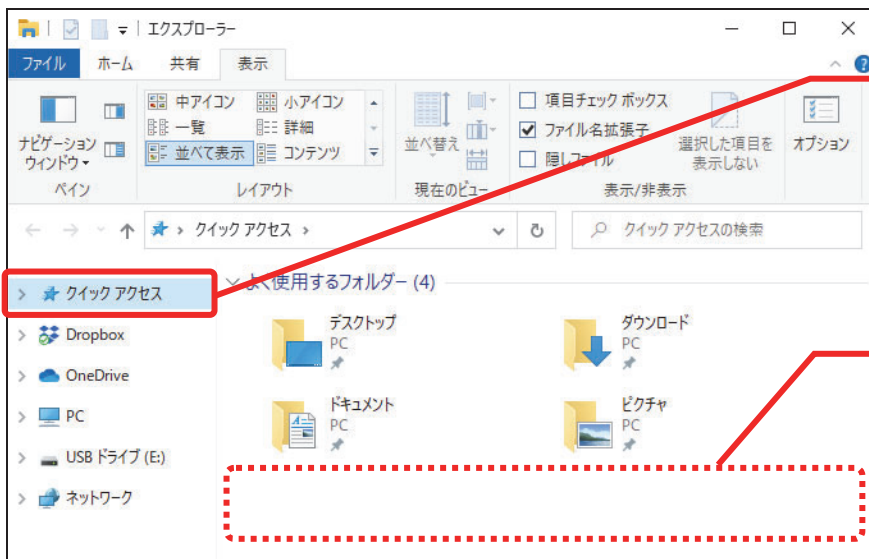 エクスプローラー
ファイル ホーム 共有 表示
ナビゲーション ウィンドウ
中アイコン 小アイコン
一覧 詳細
並べて表示 コンテンツ
並べ替え
項目チェック ボックス
ファイル名拡張子
隠しファイル
選択した項目を
表示しない
オプション
ペイン レイアウト 現在のビュー 表示/非表示
クイック アクセス
クイック アクセスの検索
クイック アクセス
Dropbox
OneDrive
PC
USB ドライブ (E:)
ネットワーク
よく使用するフォルダー (4)
デスクトップ
PC
ダウンロード
PC
ドキュメント
PC
ピクチャ
PC